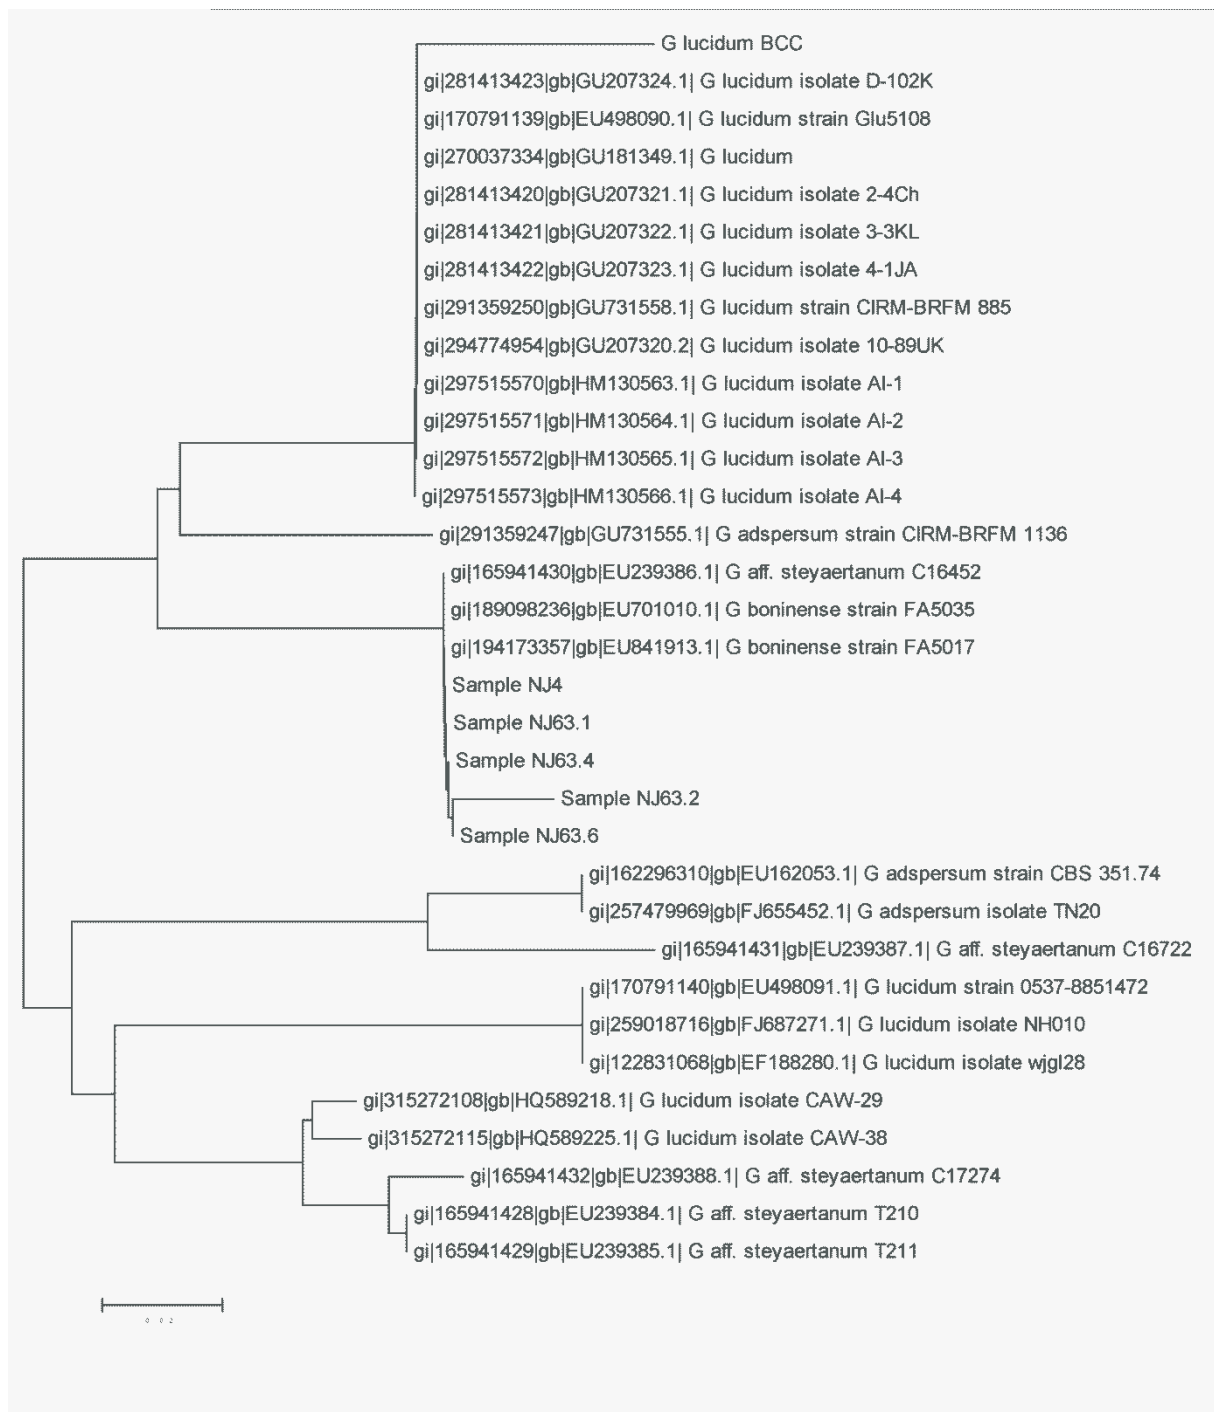 G lucidum BCC
gi|281413423|gb|GU207324.1| G lucidum isolate D-102K
gi|170791139|gb|EU498090.1| G lucidum strain Glu5108
gi|270037334|gb|GU181349.1| G lucidum
gi|281413420|gb|GU207321.1| G lucidum isolate 2-4Ch
gi|281413421|gb|GU207322.1| G lucidum isolate 3-3KL
gi|281413422|gb|GU207323.1| G lucidum isolate 4-1JA
gi|291359250|gb|GU731558.1| G lucidum strain CIRM-BRFM 885
gi|294774954|gb|GU207320.2| G lucidum isolate 10-89UK
gi|297515570|gb|HM130563.1| G lucidum isolate AI-1
gi|297515571|gb|HM130564.1| G lucidum isolate AI-2
gi|297515572|gb|HM130565.1| G lucidum isolate AI-3
gi|297515573|gb|HM130566.1| G lucidum isolate AI-4
gi|291359247|gb|GU731555.1| G adspersum strain CIRM-BRFM 1136
gi|165941430|gb|EU239386.1| G aff. steyaertanum C16452
gi|189098236|gb|EU701010.1| G boninense strain FA5035
gi|194173357|gb|EU841913.1| G boninense strain FA5017
Sample NJ4
Sample NJ63.1
Sample NJ63.4
Sample NJ63.2
Sample NJ63.6
gi|162296310|gb|EU162053.1| G adspersum strain CBS 351.74
gi|257479969|gb|FJ655452.1| G adspersum isolate TN20
gi|165941431|gb|EU239387.1| G aff. steyaertanum C16722
gi|170791140|gb|EU498091.1| G lucidum strain 0537-8851472
gi|259018716|gb|FJ687271.1| G lucidum isolate NH010
gi|122831068|gb|EF188280.1| G lucidum isolate wjgl28
gi|315272108|gb|HQ589218.1| G lucidum isolate CAW-29
gi|315272115|gb|HQ589225.1| G lucidum isolate CAW-38
gi|165941432|gb|EU239388.1| G aff. steyaertanum C17274
gi|165941428|gb|EU239384.1| G aff. steyaertanum T210
gi|165941429|gb|EU239385.1| G aff. steyaertanum T211